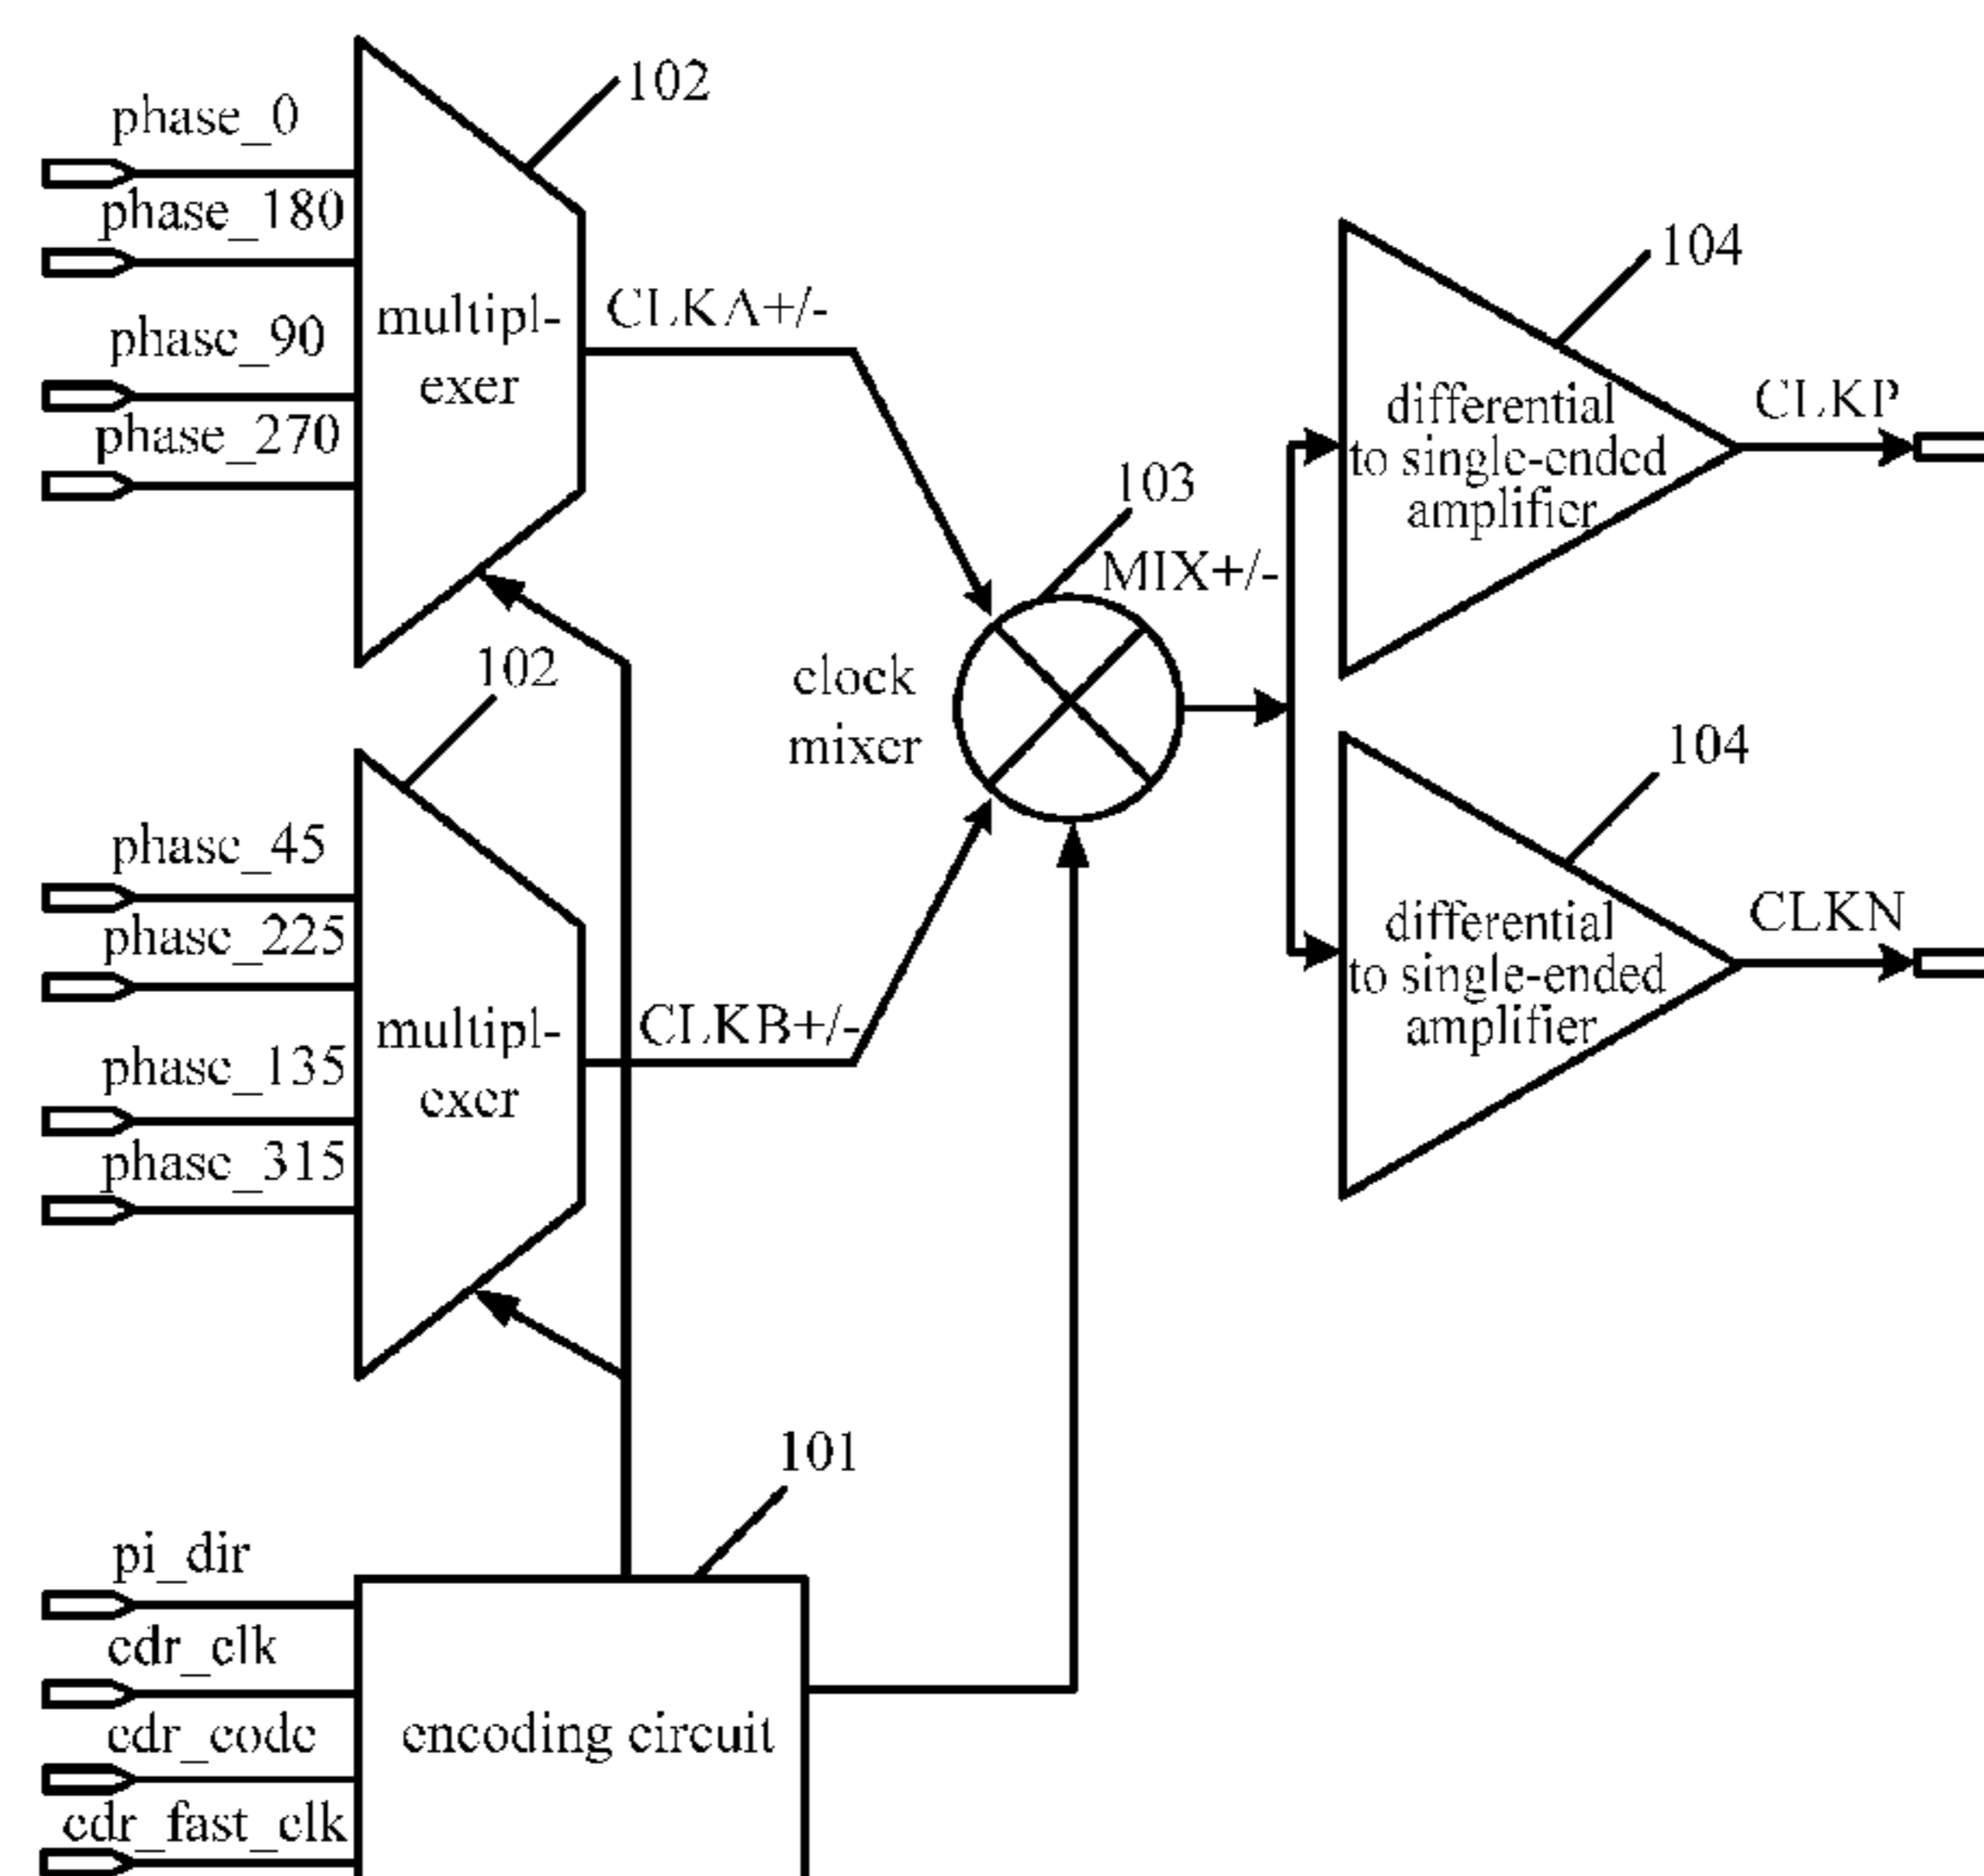 phase_0
102
phase_180
multipl-
exer
phase_90
phase_270
CLKA+/-
102
phase_45
phase_225
multipl-
exer
phase_135
phase_315
CLKB+/-
103
MIX+/-
clock
mixer
104
differential
to single-ended
amplifier
CLKP
104
differential
to single-ended
amplifier
CLKN
101
pi_dir
cdr_clk
cdr_code
cdr_fast_clk
encoding circuit